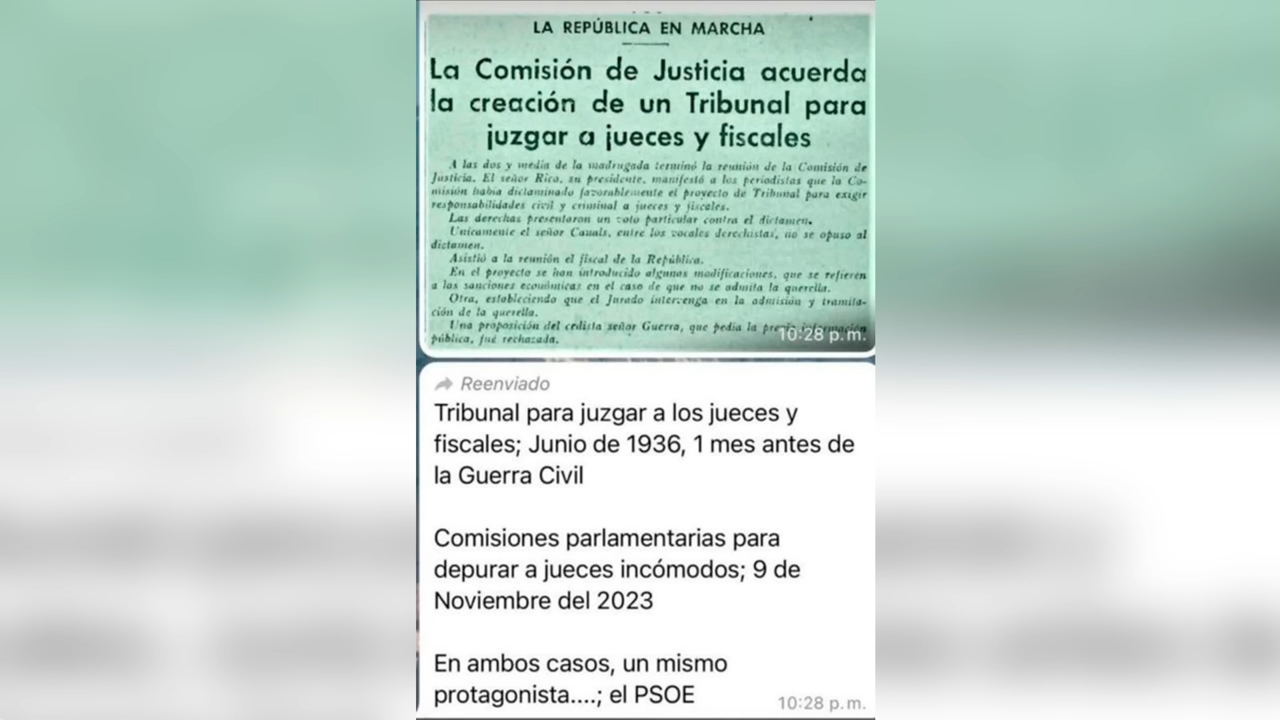 LA REPÚBLICA EN MARCHA
La Comisión de Justicia acuerda
la creación de un Tribunal para
juzgar a jueces y fiscales
A las dos y media de la madrugada terminó la reunión de la Comisión de
Justicia. El señor Rico, su presidente, manifestó a los periodistas que la Co-
misión había dictaminado favorablemente el proyecto de Tribunal para exigir
responsabilidades civil y criminal a jueces y fiscales.
Las derechas presentaron un voto particular contra el dictamen.
Unicamente el señor Canals, entre los vocales derechistas, no se opuso al
dictamen.
Asistió a la reunión el fiscal de la República.
En el proyecto se han introducido algunas modificaciones, que se refieren
a las sanciones económicas en el caso de que no se admita la querella.
Otra, estableciendo que el Jurado intervenga en la admisión y tramita-
ción de la querella.
Una proposición del cedista señor Guerra, que pedía la previa información
pública, fué rechazada.
10:28 p.m.
Reenviado
Tribunal para juzgar a los jueces y
fiscales; Junio de 1936, 1 mes antes de
la Guerra Civil
Comisiones parlamentarias para
depurar a jueces incómodos; 9 de
Noviembre del 2023
En ambos casos, un mismo
protagonista....; el PSOE
10:28 p.m.